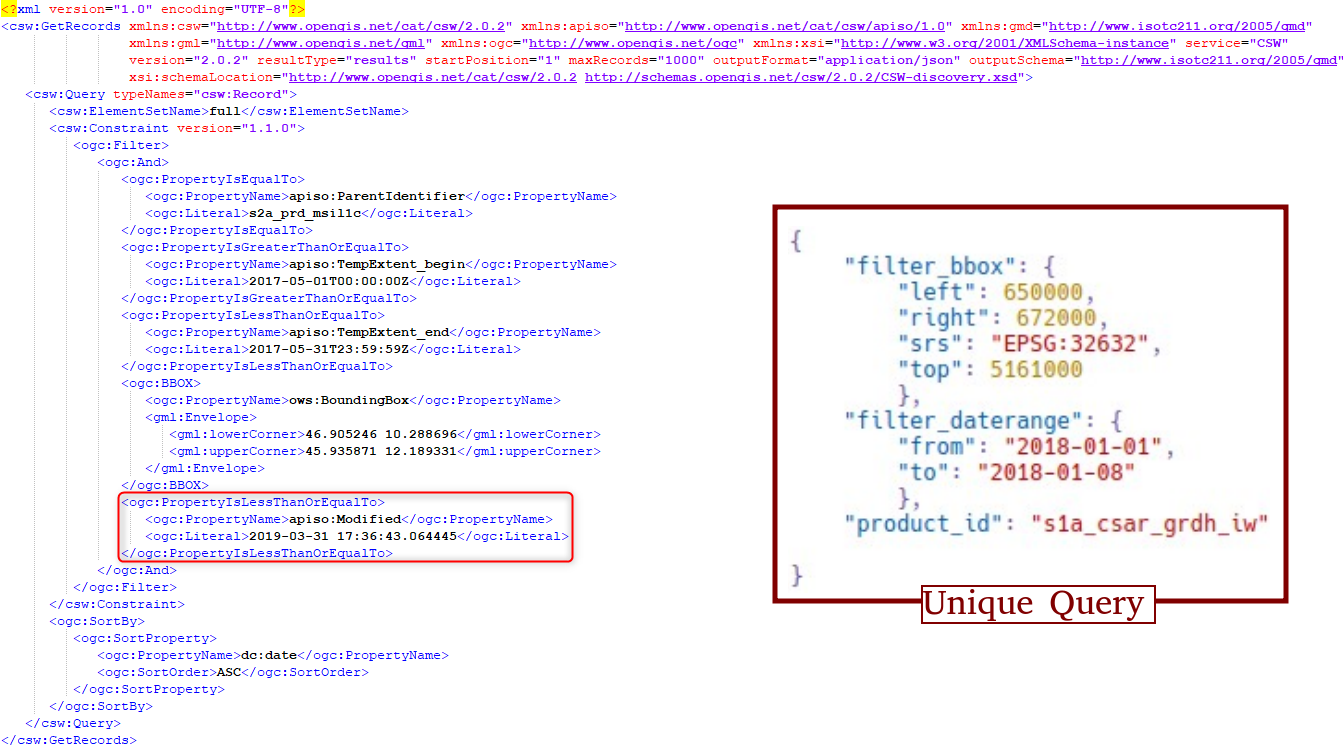 <?xml version="1.0" encoding="UTF-8"?>
<csw:GetRecords xmlns:csw="http://www.opengis.net/cat/csw/2.0.2" xmlns:apiso="http://www.opengis.net/cat/csw/apiso/1.0" xmlns:gmd="http://www.isotc211.org/2005/gmd"
xmlns:gml="http://www.opengis.net/gml" xmlns:ogc="http://www.opengis.net/ogc" xmlns:xsi="http://www.w3.org/2001/XMLSchema-instance" service="CSW"
version="2.0.2" resultType="results" startPosition="1" maxRecords="1000" outputFormat="application/json" outputSchema="http://www.isotc211.org/2005/gmd"
xsi:schemaLocation="http://www.opengis.net/cat/csw/2.0.2 http://schemas.opengis.net/csw/2.0.2/CSW-discovery.xsd">
<csw:Query typeNames="csw:Record">
<csw:ElementSetName>full</csw:ElementSetName>
<csw:Constraint version="1.1.0">
<ogc:Filter>
<ogc:And>
<ogc:PropertyIsEqualTo>
<ogc:PropertyName>apiso:ParentIdentifier</ogc:PropertyName>
<ogc:Literal>s2a_prd_msil1c</ogc:Literal>
</ogc:PropertyIsEqualTo>
<ogc:PropertyIsGreaterThanOrEqualTo>
<ogc:PropertyName>apiso:TempExtent_begin</ogc:PropertyName>
<ogc:Literal>2017-05-01T00:00:00Z</ogc:Literal>
</ogc:PropertyIsGreaterThanOrEqualTo>
<ogc:PropertyIsLessThanOrEqualTo>
<ogc:PropertyName>apiso:TempExtent_end</ogc:PropertyName>
<ogc:Literal>2017-05-31T23:59:59Z</ogc:Literal>
</ogc:PropertyIsLessThanOrEqualTo>
<ogc:BBOX>
<ogc:PropertyName>ows:BoundingBox</ogc:PropertyName>
<gml:Envelope>
<gml:lowerCorner>46.905246 10.288696</gml:lowerCorner>
<gml:upperCorner>45.935871 12.189331</gml:upperCorner>
</gml:Envelope>
</ogc:BBOX>
<ogc:PropertyIsLessThanOrEqualTo>
<ogc:PropertyName>apiso:Modified</ogc:PropertyName>
<ogc:Literal>2019-03-31 17:36:43.064445</ogc:Literal>
</ogc:PropertyIsLessThanOrEqualTo>
</ogc:And>
</ogc:Filter>
</csw:Constraint>
<ogc:SortBy>
<ogc:SortProperty>
<ogc:PropertyName>dc:date</ogc:PropertyName>
<ogc:SortOrder>ASC</ogc:SortOrder>
</ogc:SortProperty>
</ogc:SortBy>
</csw:Query>
</csw:GetRecords>
{
"filter_bbox": {
"left": 650000,
"right": 672000,
"srs": "EPSG:32632",
"top": 5161000
},
"filter_daterange": {
"from": "2018-01-01",
"to": "2018-01-08"
},
"product_id": "s1a_csar_grdh_iw"
}
Unique Query